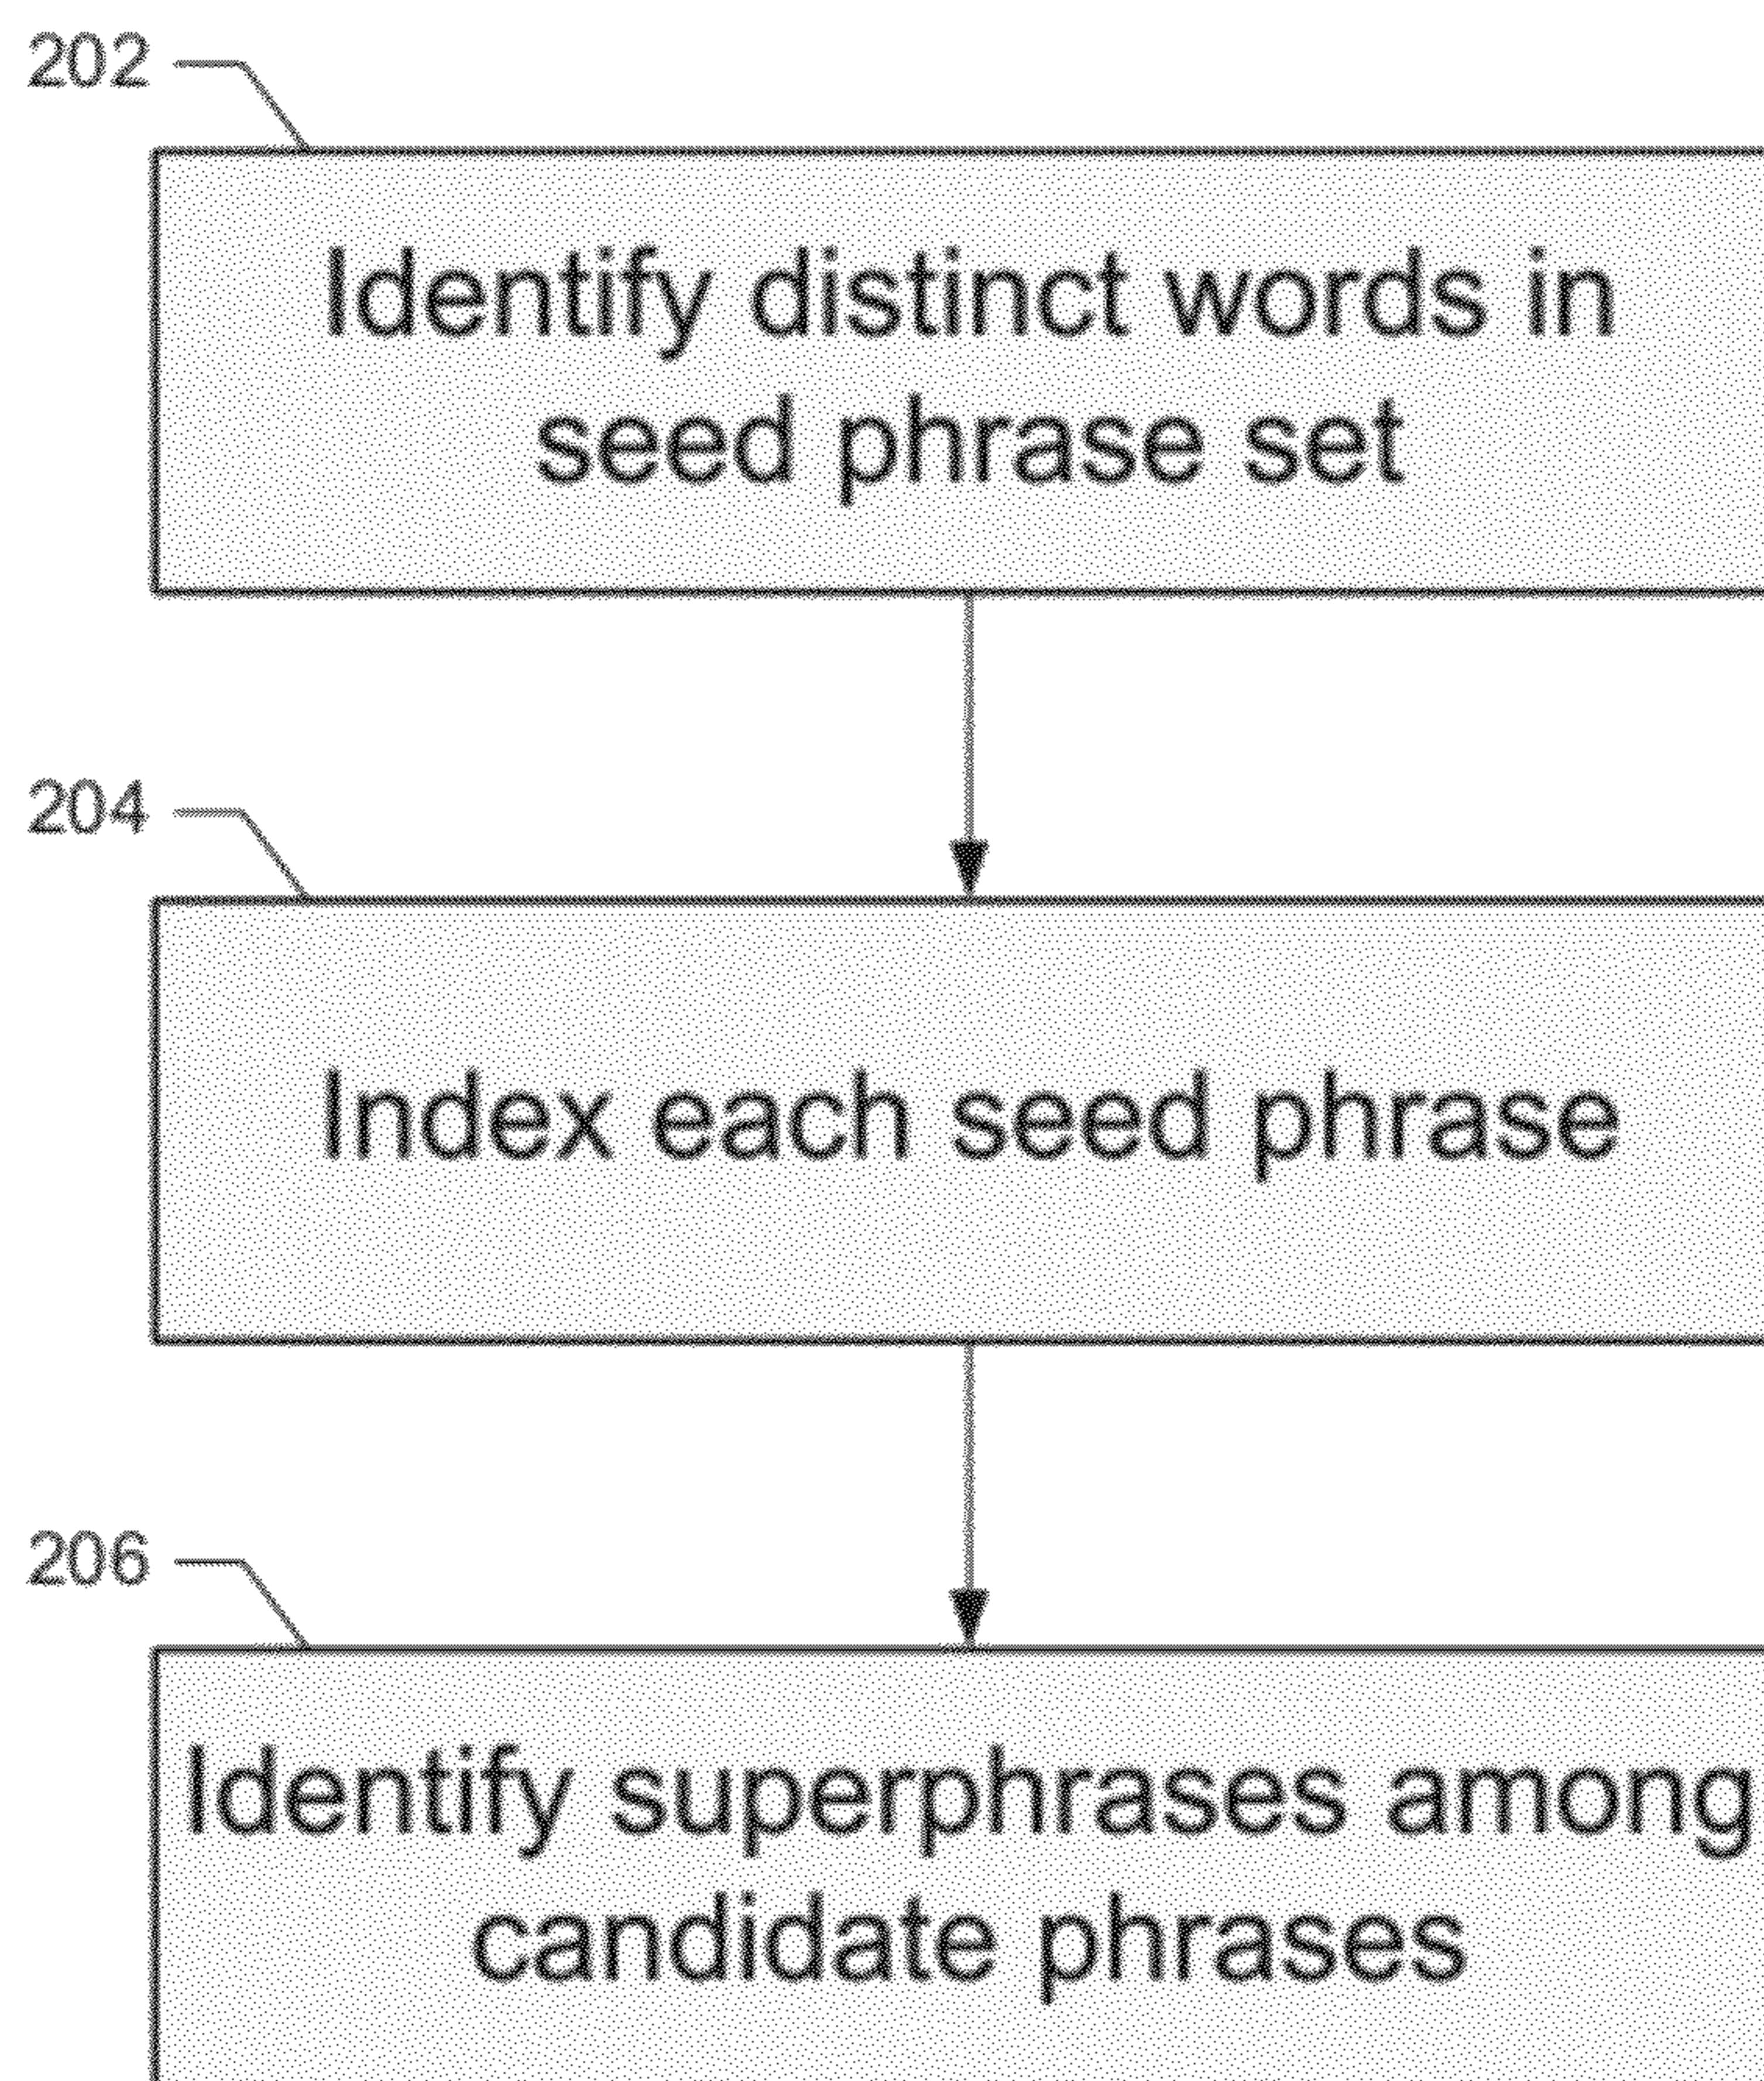 202
Identify distinct words in
seed phrase set
204
Index each seed phrase
206
Identify superphrases among
candidate phrases